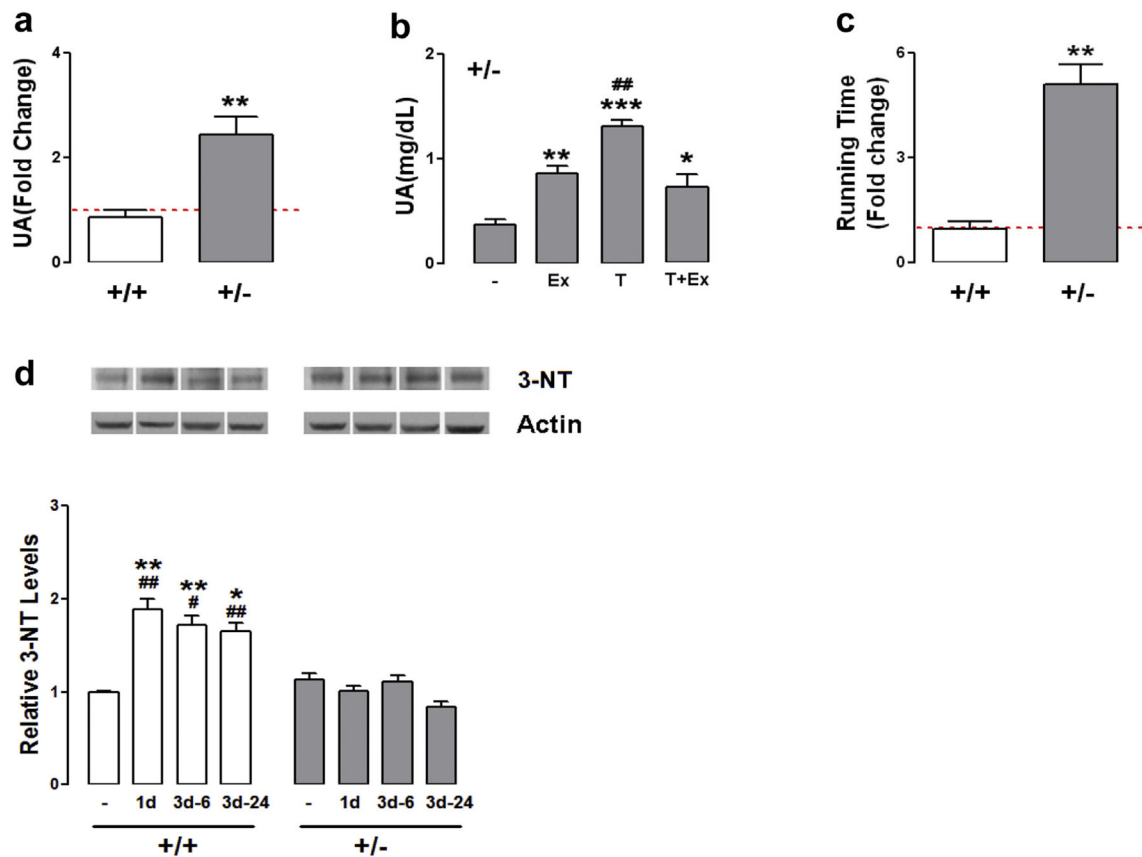 a
UA(Fold Change)
4
2
0
**
+/+ +/-
b
UA(mg/dL)
2
1
0
+/-
**
##
***
*
- Ex T T+Ex
c
Running Time
(Fold change)
6
3
0
**
+/+ +/-
d
3-NT
Actin
Relative 3-NT Levels
3
2
1
0
**
##
**
#
*
##
- 1d 3d-6 3d-24 - 1d 3d-6 3d-24
+/+ +/-